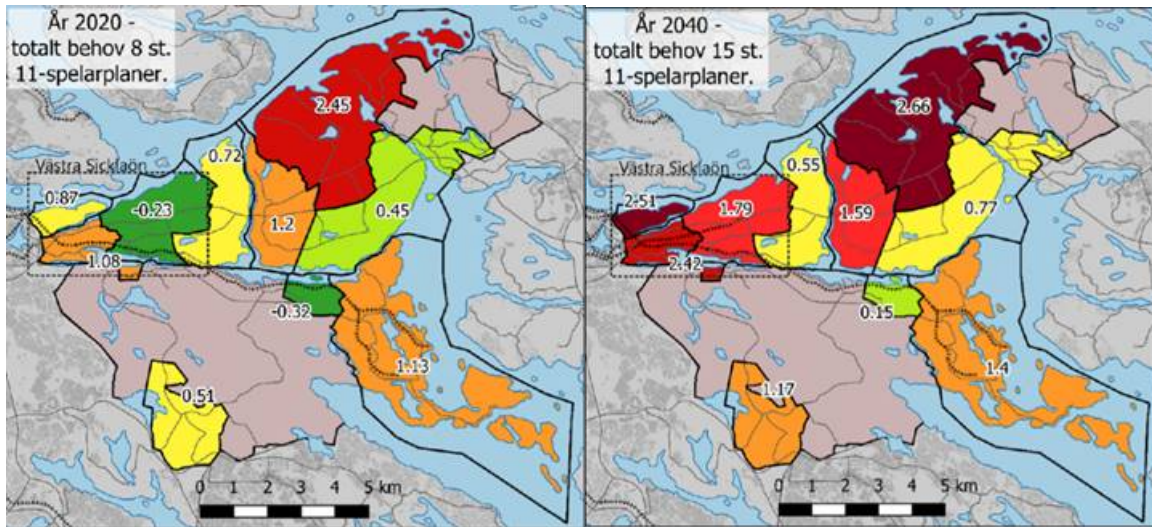 År 2020 -
totalt behov 8 st.
11-spelarplaner.
2.45
0.72
Västra Sicklaön
0.87
-0.23
1.2
0.45
1.08
-0.32
1.13
0.51
0 1 2 3 4 5 km
År 2040 -
totalt behov 15 st.
11-spelarplaner.
2.66
0.55
Västra Sicklaön
2.51
1.79
1.59
0.77
2.42
0.15
1.4
1.17
0 1 2 3 4 5 km